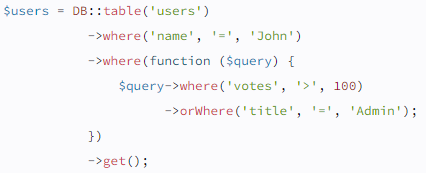 $users = DB::table('users')
->where('name', '=', 'John')
->where(function ($query) {
$query->where('votes', '>', 100)
->orWhere('title', '=', 'Admin');
})
->get();